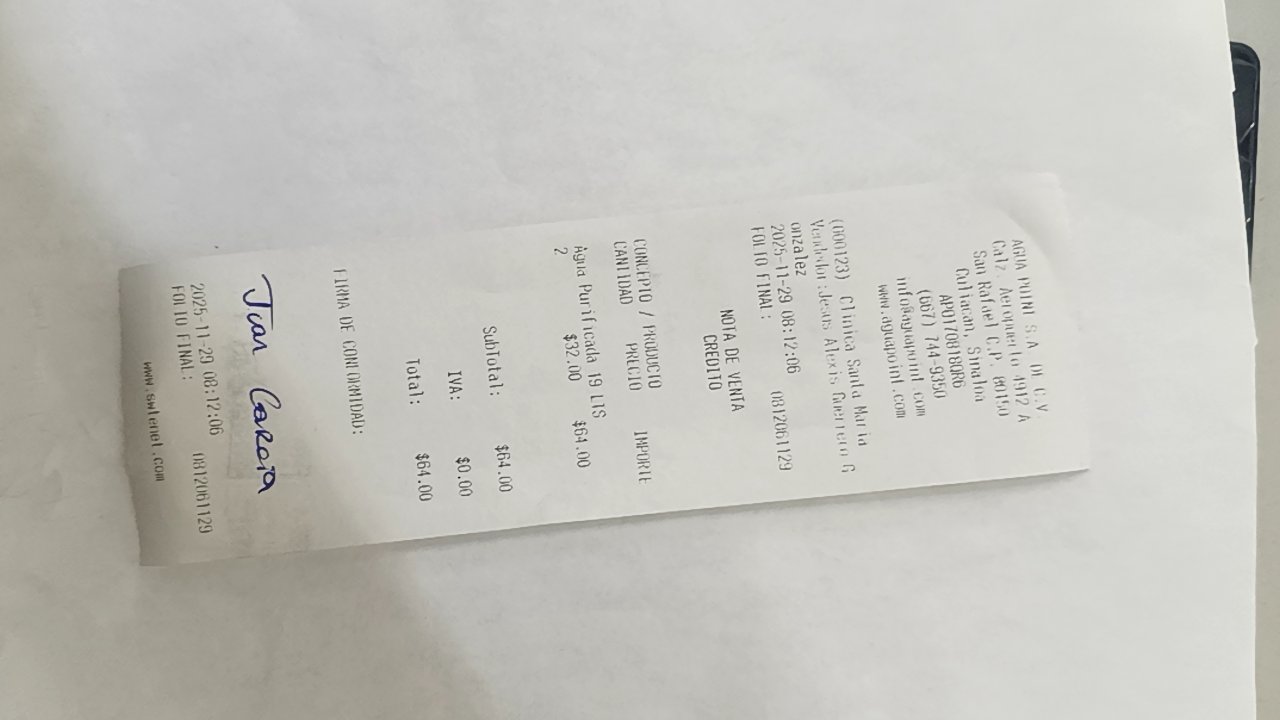 AGUA POINT S.A. DE C.V
Calz. Aeropuerto 4912 A
San Rafael C.P. 80150
Culiacan, Sinaloa
APO170818QR6
(667) 744-9350
info@aguapoint.com
www.aguapoint.com
(000123) Clinica Santa Maria
Vendedor:Jesus Alexis Guerrero G
onzalez
2025-11-29 08:12:06
FOLIO FINAL: 0812061129
NOTA DE VENTA
CREDITO
CONCEPTO / PRODUCTO
CANTIDAD PRECIO IMPORTE
Agua Purificada 19 LTS
2 $32.00 $64.00
SubTotal: $64.00
IVA: $0.00
Total: $64.00
FIRMA DE CONFORMIDAD:
Juan Garcia
2025-11-29 08:12:06
FOLIO FINAL: 0812061129
www.swtenet.com